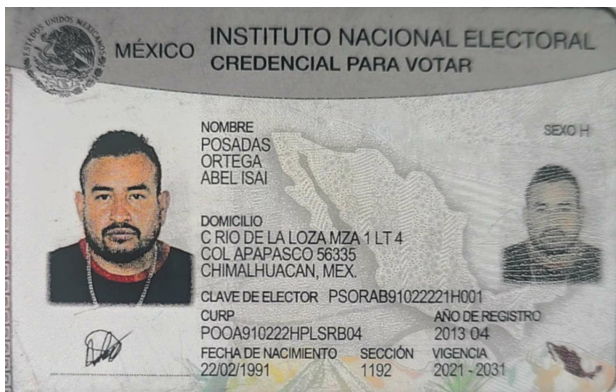 ESTADOS UNIDOS MEXICANOS
MÉXICO
INSTITUTO NACIONAL ELECTORAL
CREDENCIAL PARA VOTAR
NOMBRE
POSADAS
ORTEGA
ABEL ISAI
SEXO H
DOMICILIO
C RIO DE LA LOZA MZA 1 LT 4
COL APAPASCO 56335
CHIMALHUACAN, MEX.
CLAVE DE ELECTOR PSORAB91022221H001
CURP
POOA910222HPLSRB04
AÑO DE REGISTRO
2013 04
FECHA DE NACIMIENTO
22/02/1991
SECCIÓN
1192
VIGENCIA
2021 - 2031